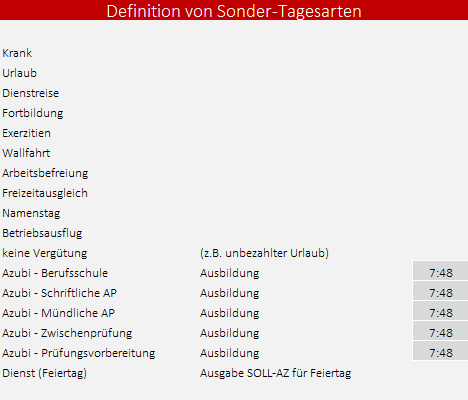 Definition von Sonder-Tagesarten
Krank
Urlaub
Dienstreise
Fortbildung
Exerzitien
Wallfahrt
Arbeitsbefreiung
Freizeitausgleich
Namenstag
Betriebsausflug
keine Vergütung (z.B. unbezahlter Urlaub)
Azubi - Berufsschule Ausbildung 7:48
Azubi - Schriftliche AP Ausbildung 7:48
Azubi - Mündliche AP Ausbildung 7:48
Azubi - Zwischenprüfung Ausbildung 7:48
Azubi - Prüfungsvorbereitung Ausbildung 7:48
Dienst (Feiertag) Ausgabe SOLL-AZ für Feiertag